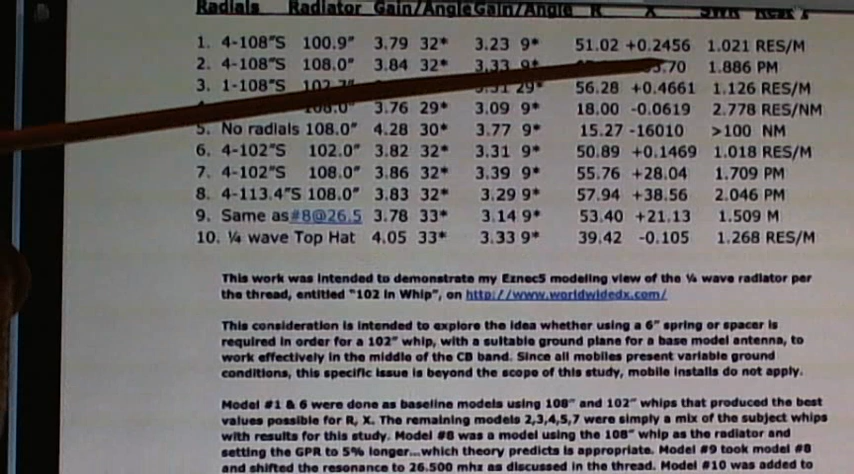 Radials Radiator Gain/Angle Gain/Angle R X SWR
1. 4-108"S 100.9" 3.79 32* 3.23 9* 51.02 +0.2456 1.021 RES/M
2. 4-108"S 108.0" 3.84 32* 3.33 9* 1.886 PM
3. 1-108"S 29* 56.28 +0.4661 1.126 RES/M
108.0" 3.76 29* 3.09 9* 18.00 -0.0619 2.778 RES/NM
5. No radials 108.0" 4.28 30* 3.77 9* 15.27 -16010 >100 NM
6. 4-102"S 102.0" 3.82 32* 3.31 9* 50.89 +0.1469 1.018 RES/M
7. 4-102"S 108.0" 3.86 32* 3.39 9* 55.76 +28.04 1.709 PM
8. 4-113.4"S 108.0" 3.83 32* 3.29 9* 57.94 +38.56 2.046 PM
9. Same as#8@26.5 3.78 33* 3.14 9* 53.40 +21.13 1.509 M
10. ¼ wave Top Hat 4.05 33* 3.33 9* 39.42 -0.105 1.268 RES/M
This work was intended to demonstrate my Eznec5 modeling view of the ¼ wave radiator per
the thread, entitled "102 in Whip", on http://www.worldwidedx.com/
This consideration is intended to explore the idea whether using a 6" spring or spacer is
required in order for a 102" whip, with a suitable ground plane for a base model antenna, to
work effectively in the middle of the CB band. Since all mobiles present variable ground
conditions, this specific issue is beyond the scope of this study, mobile installs do not apply.
Model #1 & 6 were done as baseline models using 108" and 102" whips that produced the best
values possible for R, X. The remaining models 2,3,4,5,7 were simply a mix of the subject whips
with results for this study. Model #8 was a model using the 108" whip as the radiator and
setting the GPR to 5% longer...which theory predicts is appropriate. Model #9 took model #8
and shifted the resonance to 26.500 mhz as discussed in the thread. Model #10 was added to